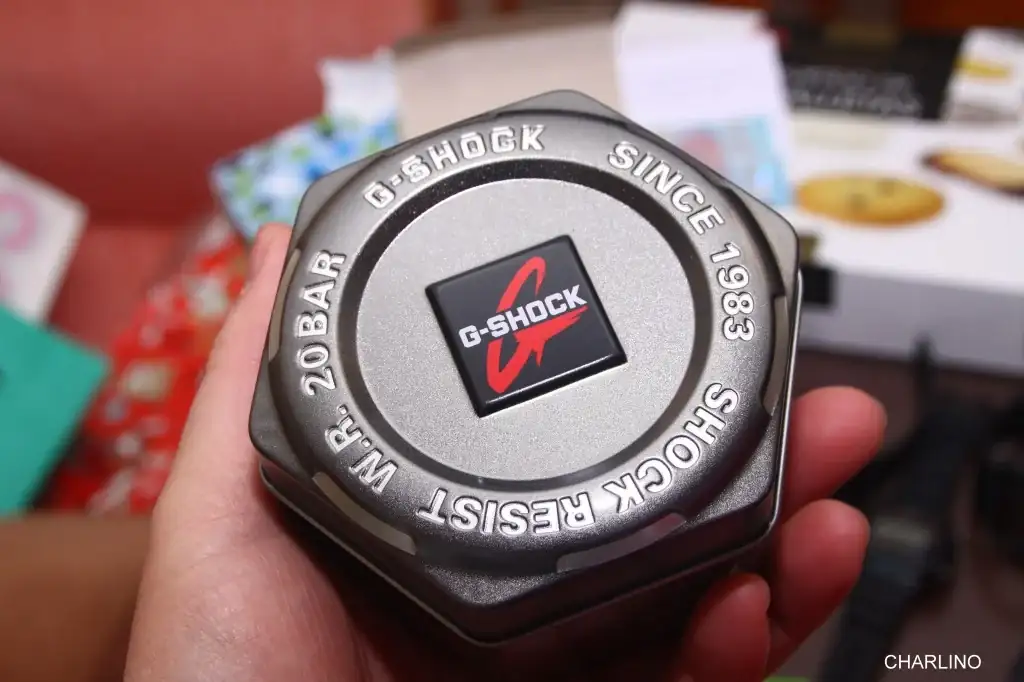 G-SHOCK
SINCE 1983
SHOCK RESIST
W.R. 20BAR
G-SHOCK
CHARLINO